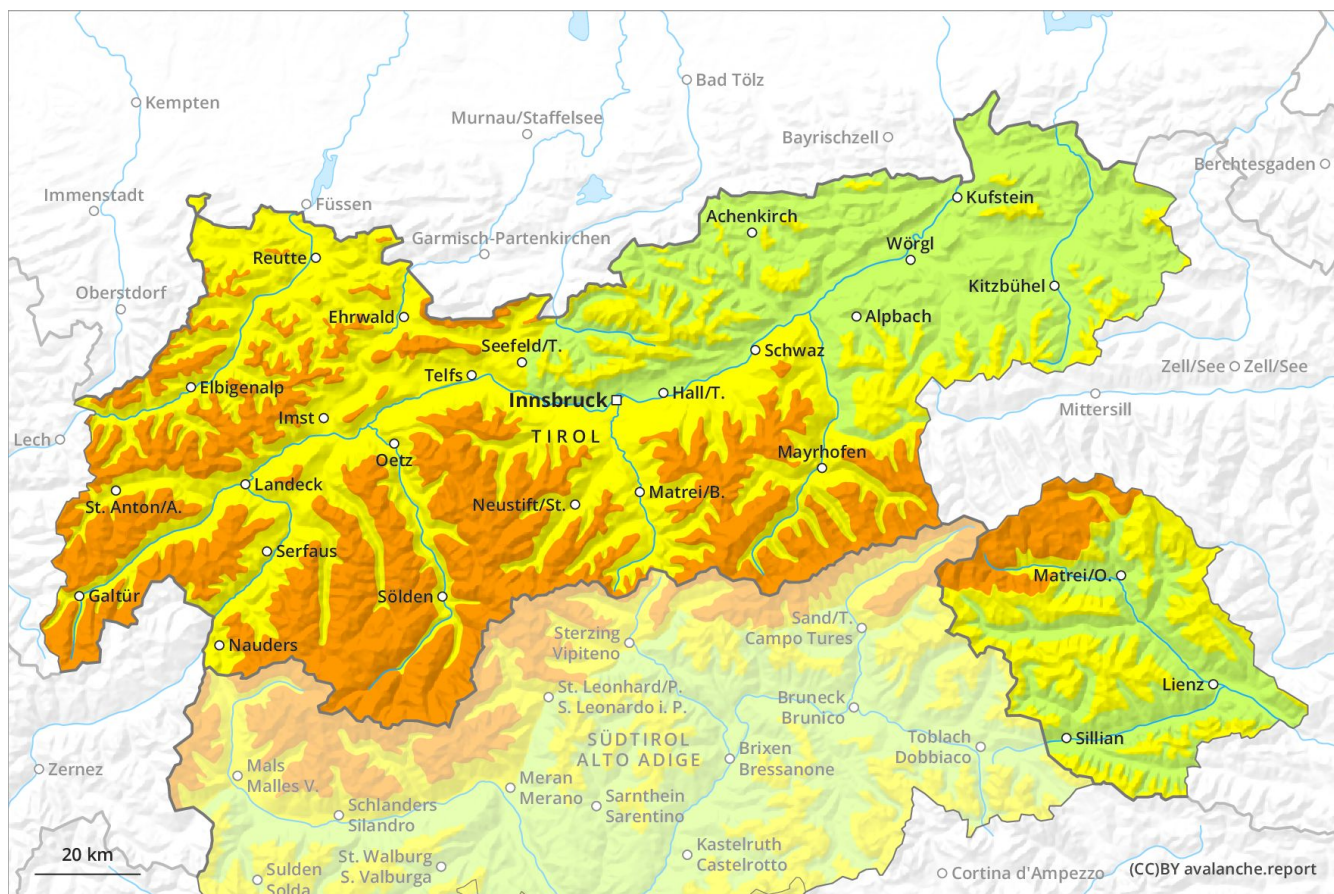 Bad Tölz
Kempten
Murnau/Staffelsee
Bayrischzell
Berchtesgaden
Immenstadt
Füssen
Kufstein
Achenkirch
Garmisch-Partenkirchen
Wörgl
Reutte
Kitzbühel
Oberstdorf
Ehrwald
Alpbach
Seefeld/T.
Schwaz
Zell/See
Zell/See
Telfs
Elbigenalp
Hall/T.
Innsbruck
Mittersill
Imst
Lech
TIROL
Mayrhofen
Oetz
Landeck
Matrei/B.
St. Anton/A.
Neustift/St.
Serfaus
Matrei/O.
Galtür
Sölden
Sand/T.
Campo Tures
Sterzing
Vipiteno
Nauders
Lienz
St. Leonhard/P.
S. Leonardo i. P.
Bruneck
Brunico
Sillian
SÜDTIROL
ALTO ADIGE
Toblach
Dobbiaco
Brixen
Bressanone
Zernez
Mals
Malles V.
Meran
Merano
Sarnthein
Sarentino
Schlanders
Silandro
Kastelruth
Castelrotto
20 km
St. Walburg
S. Valburga
Sulden
Solda
Cortina d'Ampezzo
(CC)BY avalanche.report